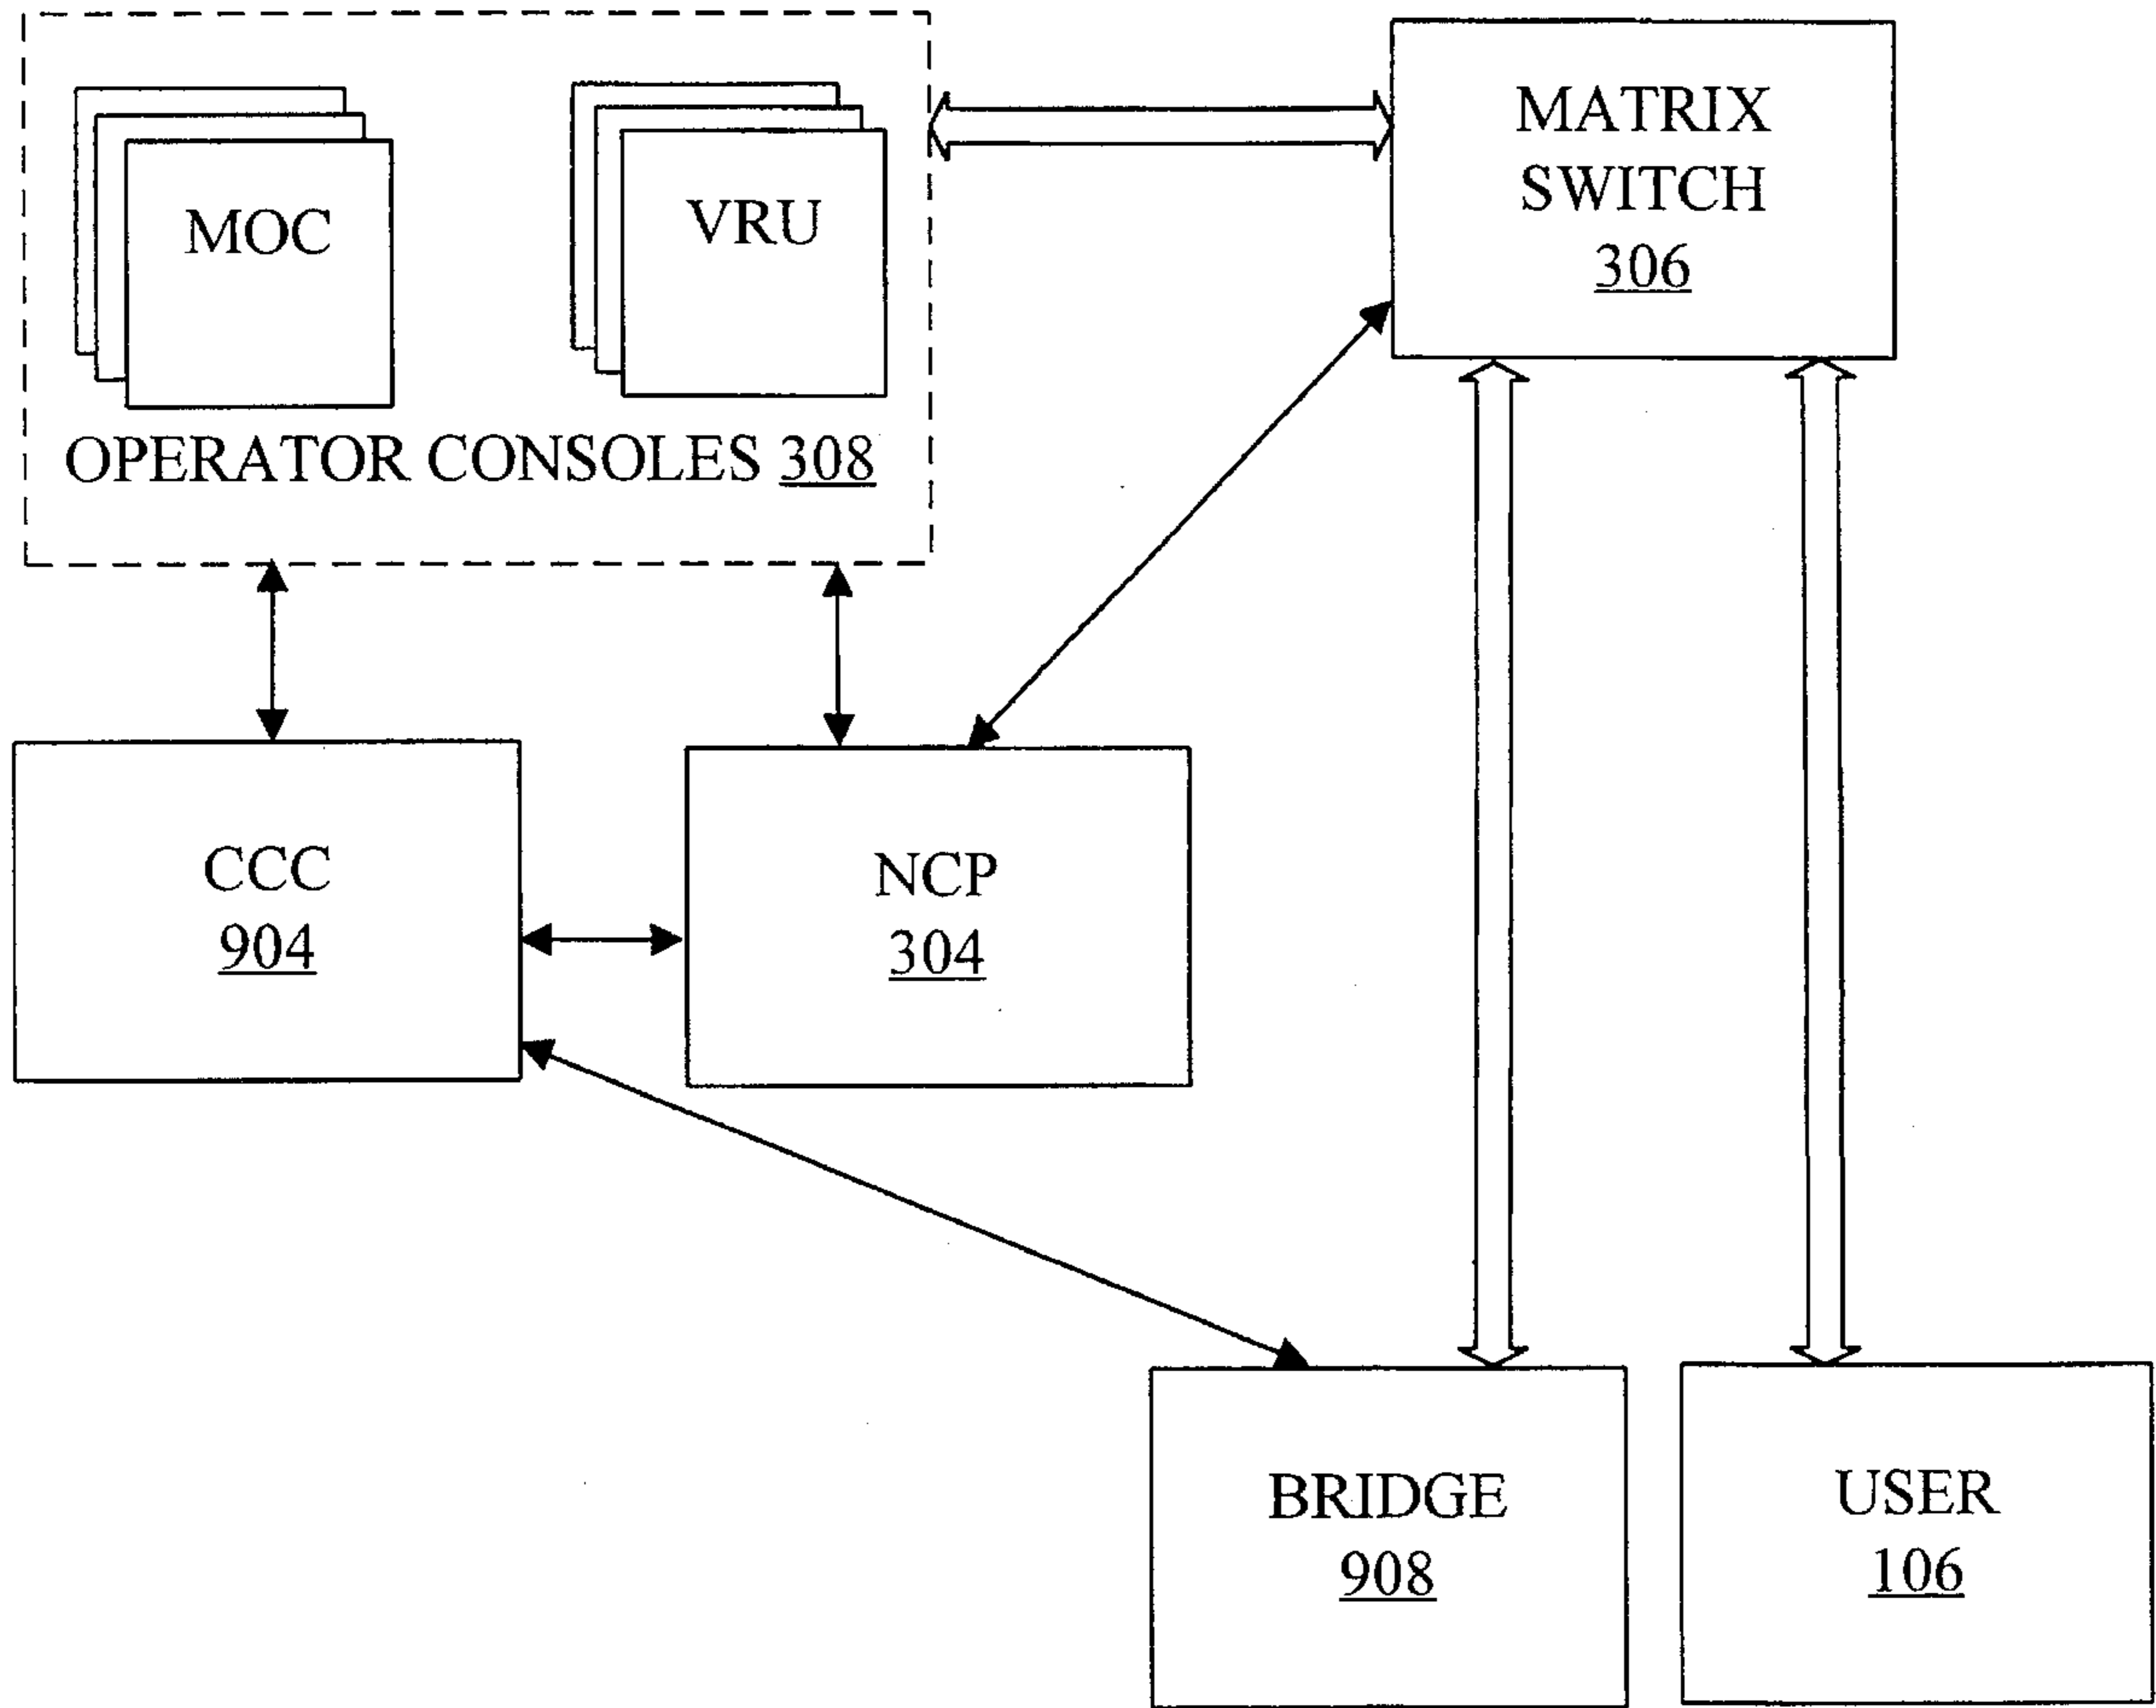 MOC
VRU
OPERATOR CONSOLES 308
MATRIX
SWITCH
306
CCC
904
NCP
304
BRIDGE
908
USER
106